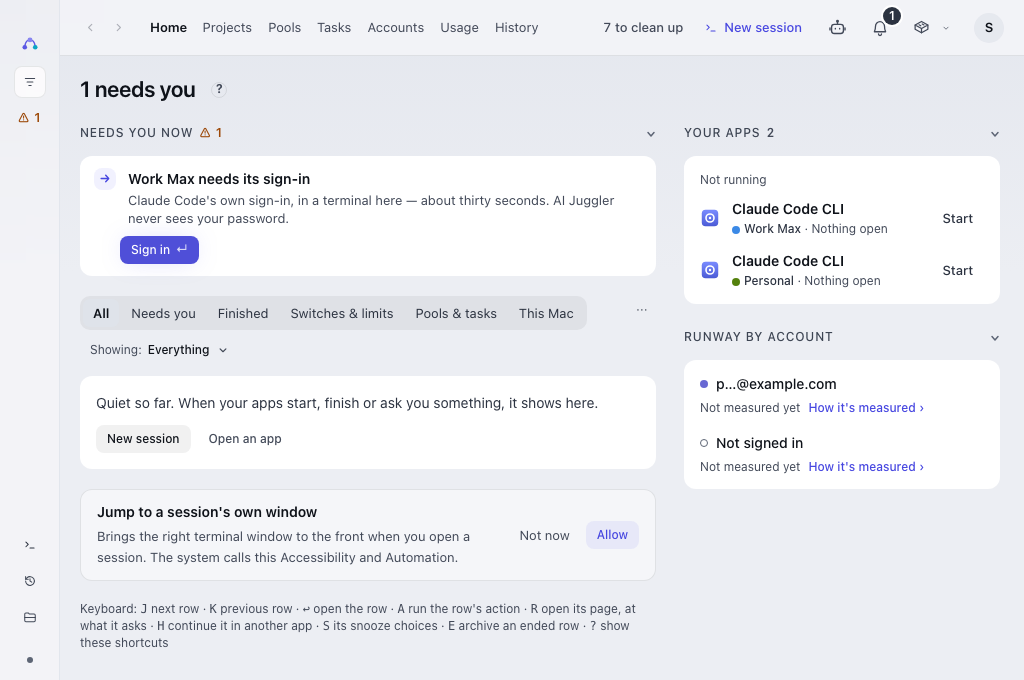 Home Projects Pools Tasks Accounts Usage History 7 to clean up New session 1 S
1
1 needs you ?
NEEDS YOU NOW 1
Work Max needs its sign-in
Claude Code's own sign-in, in a terminal here — about thirty seconds. AI Juggler
never sees your password.
Sign in ↵
All Needs you Finished Switches & limits Pools & tasks This Mac ...
Showing: Everything
Quiet so far. When your apps start, finish or ask you something, it shows here.
New session Open an app
Jump to a session's own window
Brings the right terminal window to the front when you open a
session. The system calls this Accessibility and Automation.
Not now Allow
Keyboard: J next row · K previous row · ↩ open the row · A run the row's action · R open its page, at
what it asks · H continue it in another app · S its snooze choices · E archive an ended row · ? show
these shortcuts
YOUR APPS 2
Not running
Claude Code CLI
Work Max · Nothing open
Start
Claude Code CLI
Personal · Nothing open
Start
RUNWAY BY ACCOUNT
p...@example.com
Not measured yet How it's measured ›
Not signed in
Not measured yet How it's measured ›